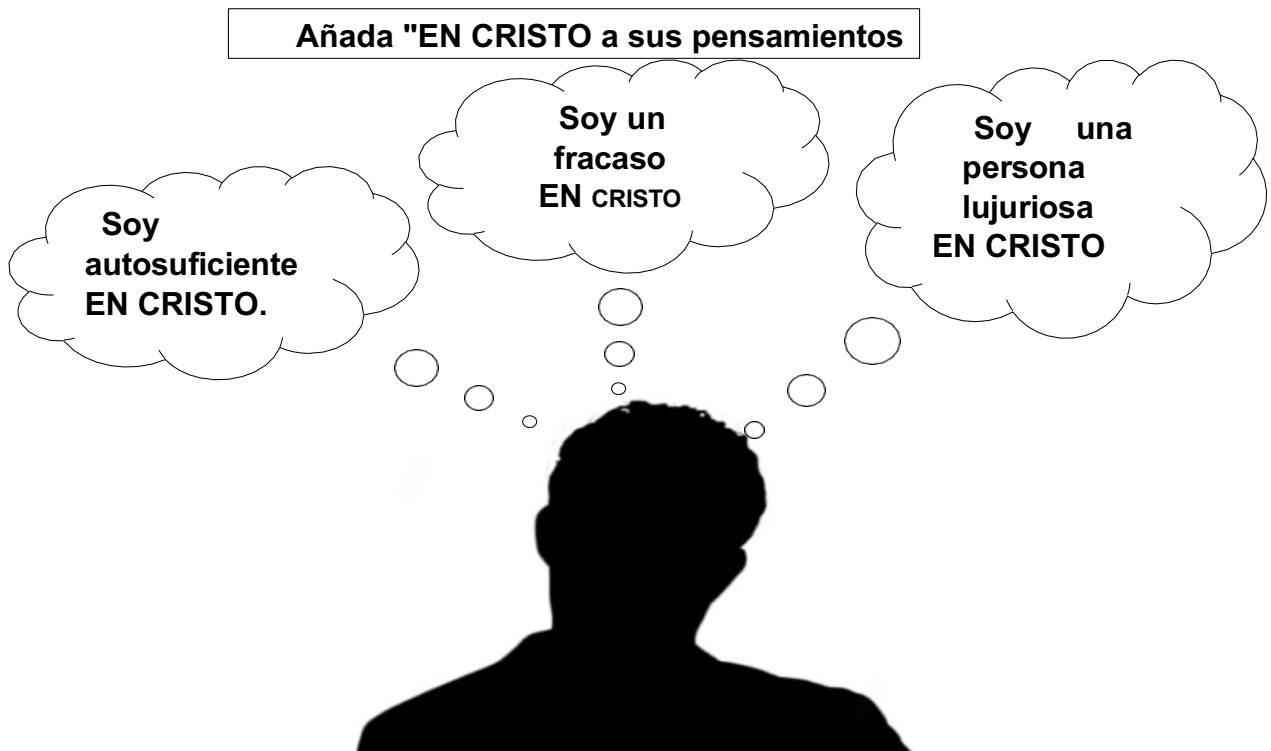 Añada "EN CRISTO a sus pensamientos
Soy
autosuficiente
EN CRISTO.
Soy un
fracaso
EN CRISTO
Soy una
persona
lujuriosa
EN CRISTO